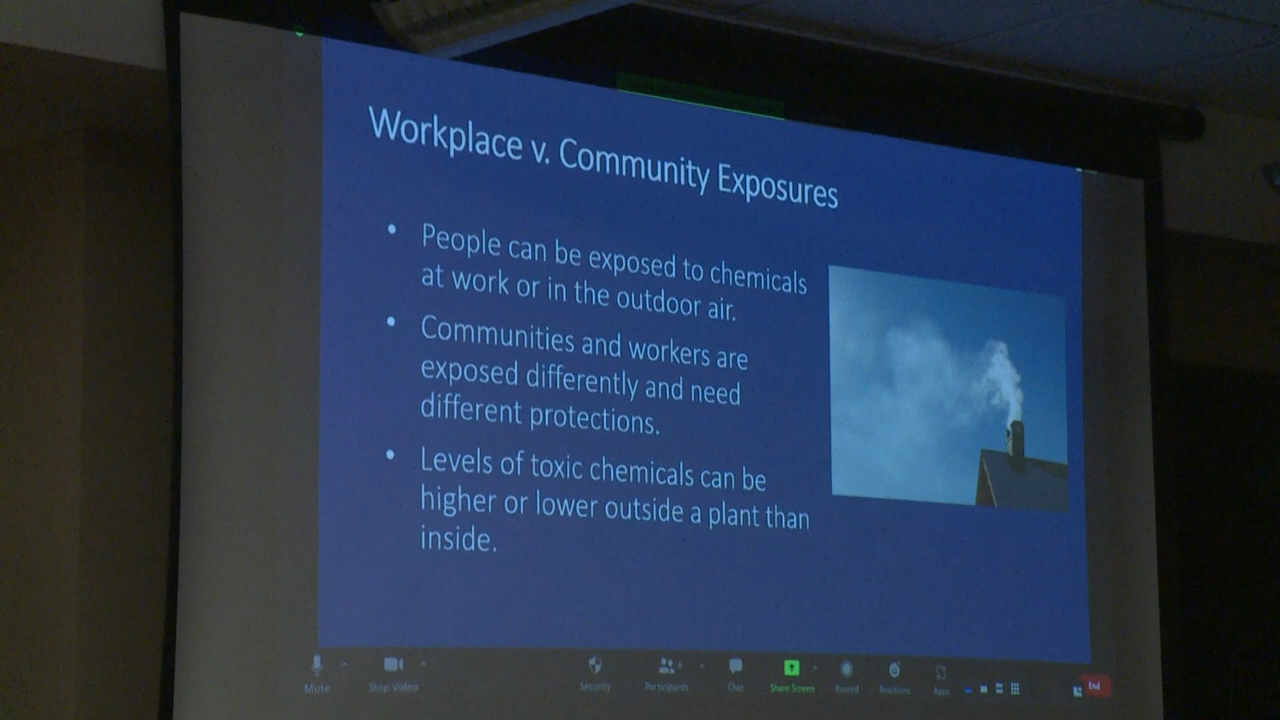 Workplace v. Community Exposures
• People can be exposed to chemicals
at work or in the outdoor air.
• Communities and workers are
exposed differently and need
different protections.
• Levels of toxic chemicals can be
higher or lower outside a plant than
inside.
Mute
Stop Video
Security
Participants
6
Chat
Share Screen
Record
Reactions
Apps
End